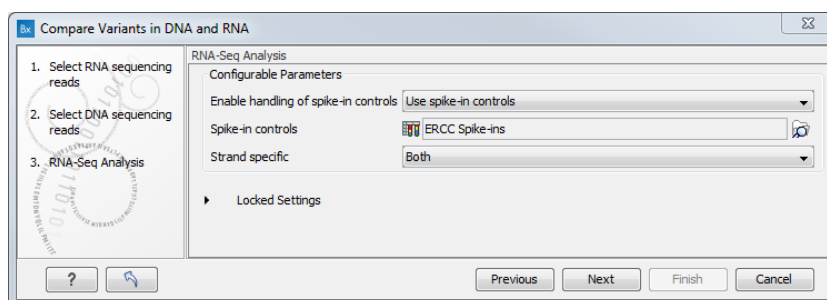 Bx Compare Variants in DNA and RNA
1. Select RNA sequencing
reads
2. Select DNA sequencing
reads
3. RNA-Seq Analysis
RNA-Seq Analysis
Configurable Parameters
Enable handling of spike-in controls Use spike-in controls
Spike-in controls ERCC Spike-ins
Strand specific Both
Locked Settings
? Previous Next Finish Cancel